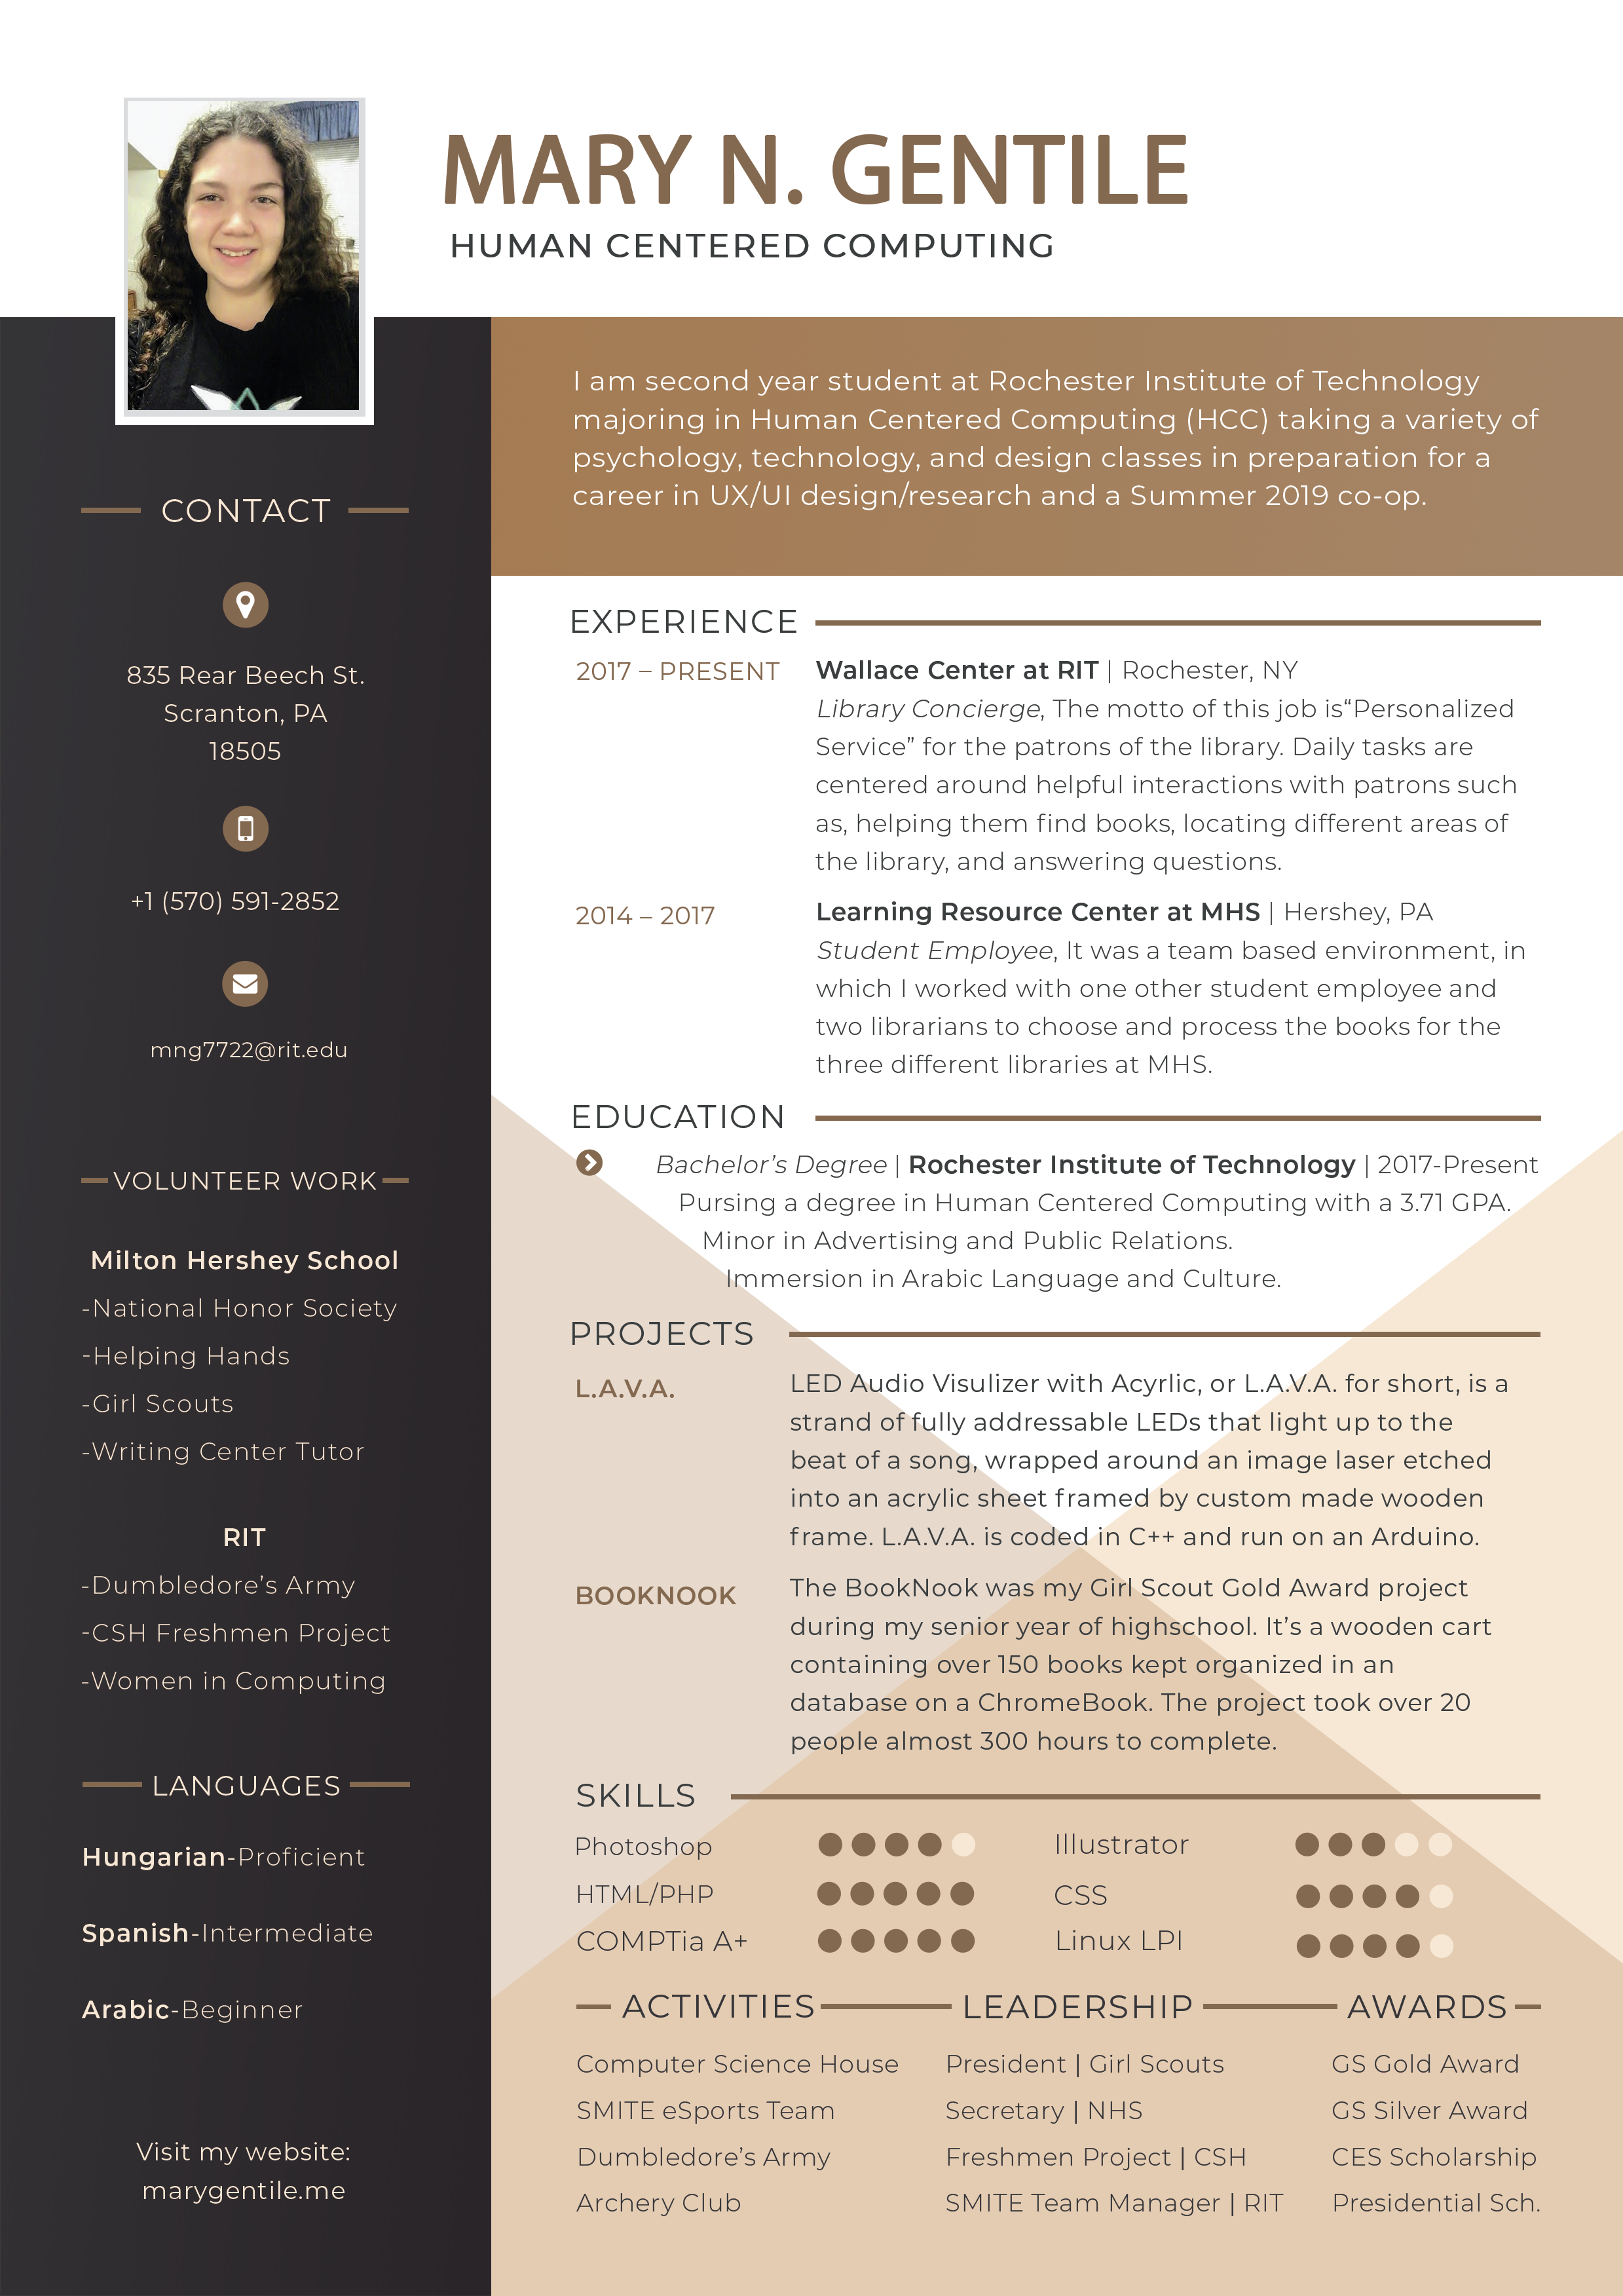 MARY N. GENTILE
HUMAN CENTERED COMPUTING
I am second year student at Rochester Institute of Technology
majoring in Human Centered Computing (HCC) taking a variety of
psychology, technology, and design classes in preparation for a
career in UX/UI design/research and a Summer 2019 co-op.
CONTACT
835 Rear Beech St.
Scranton, PA
18505
+1 (570) 591-2852
mng7722@rit.edu
VOLUNTEER WORK
Milton Hershey School
-National Honor Society
-Helping Hands
-Girl Scouts
-Writing Center Tutor
RIT
-Dumbledore’s Army
-CSH Freshmen Project
-Women in Computing
LANGUAGES
Hungarian-Proficient
Spanish-Intermediate
Arabic-Beginner
Visit my website:
marygentile.me
EXPERIENCE
2017 – PRESENT
Wallace Center at RIT | Rochester, NY
Library Concierge, The motto of this job is“Personalized
Service” for the patrons of the library. Daily tasks are
centered around helpful interactions with patrons such
as, helping them find books, locating different areas of
the library, and answering questions.
2014 – 2017
Learning Resource Center at MHS | Hershey, PA
Student Employee, It was a team based environment, in
which I worked with one other student employee and
two librarians to choose and process the books for the
three different libraries at MHS.
EDUCATION
Bachelor’s Degree | Rochester Institute of Technology | 2017-Present
Pursing a degree in Human Centered Computing with a 3.71 GPA.
Minor in Advertising and Public Relations.
Immersion in Arabic Language and Culture.
PROJECTS
L.A.V.A.
LED Audio Visulizer with Acyrlic, or L.A.V.A. for short, is a
strand of fully addressable LEDs that light up to the
beat of a song, wrapped around an image laser etched
into an acrylic sheet framed by custom made wooden
frame. L.A.V.A. is coded in C++ and run on an Arduino.
BOOKNOOK
The BookNook was my Girl Scout Gold Award project
during my senior year of highschool. It’s a wooden cart
containing over 150 books kept organized in an
database on a ChromeBook. The project took over 20
people almost 300 hours to complete.
SKILLS
Photoshop
Illustrator
HTML/PHP
CSS
COMPTia A+
Linux LPI
ACTIVITIES
Computer Science House
SMITE eSports Team
Dumbledore’s Army
Archery Club
LEADERSHIP
President | Girl Scouts
Secretary | NHS
Freshmen Project | CSH
SMITE Team Manager | RIT
AWARDS
GS Gold Award
GS Silver Award
CES Scholarship
Presidential Sch.